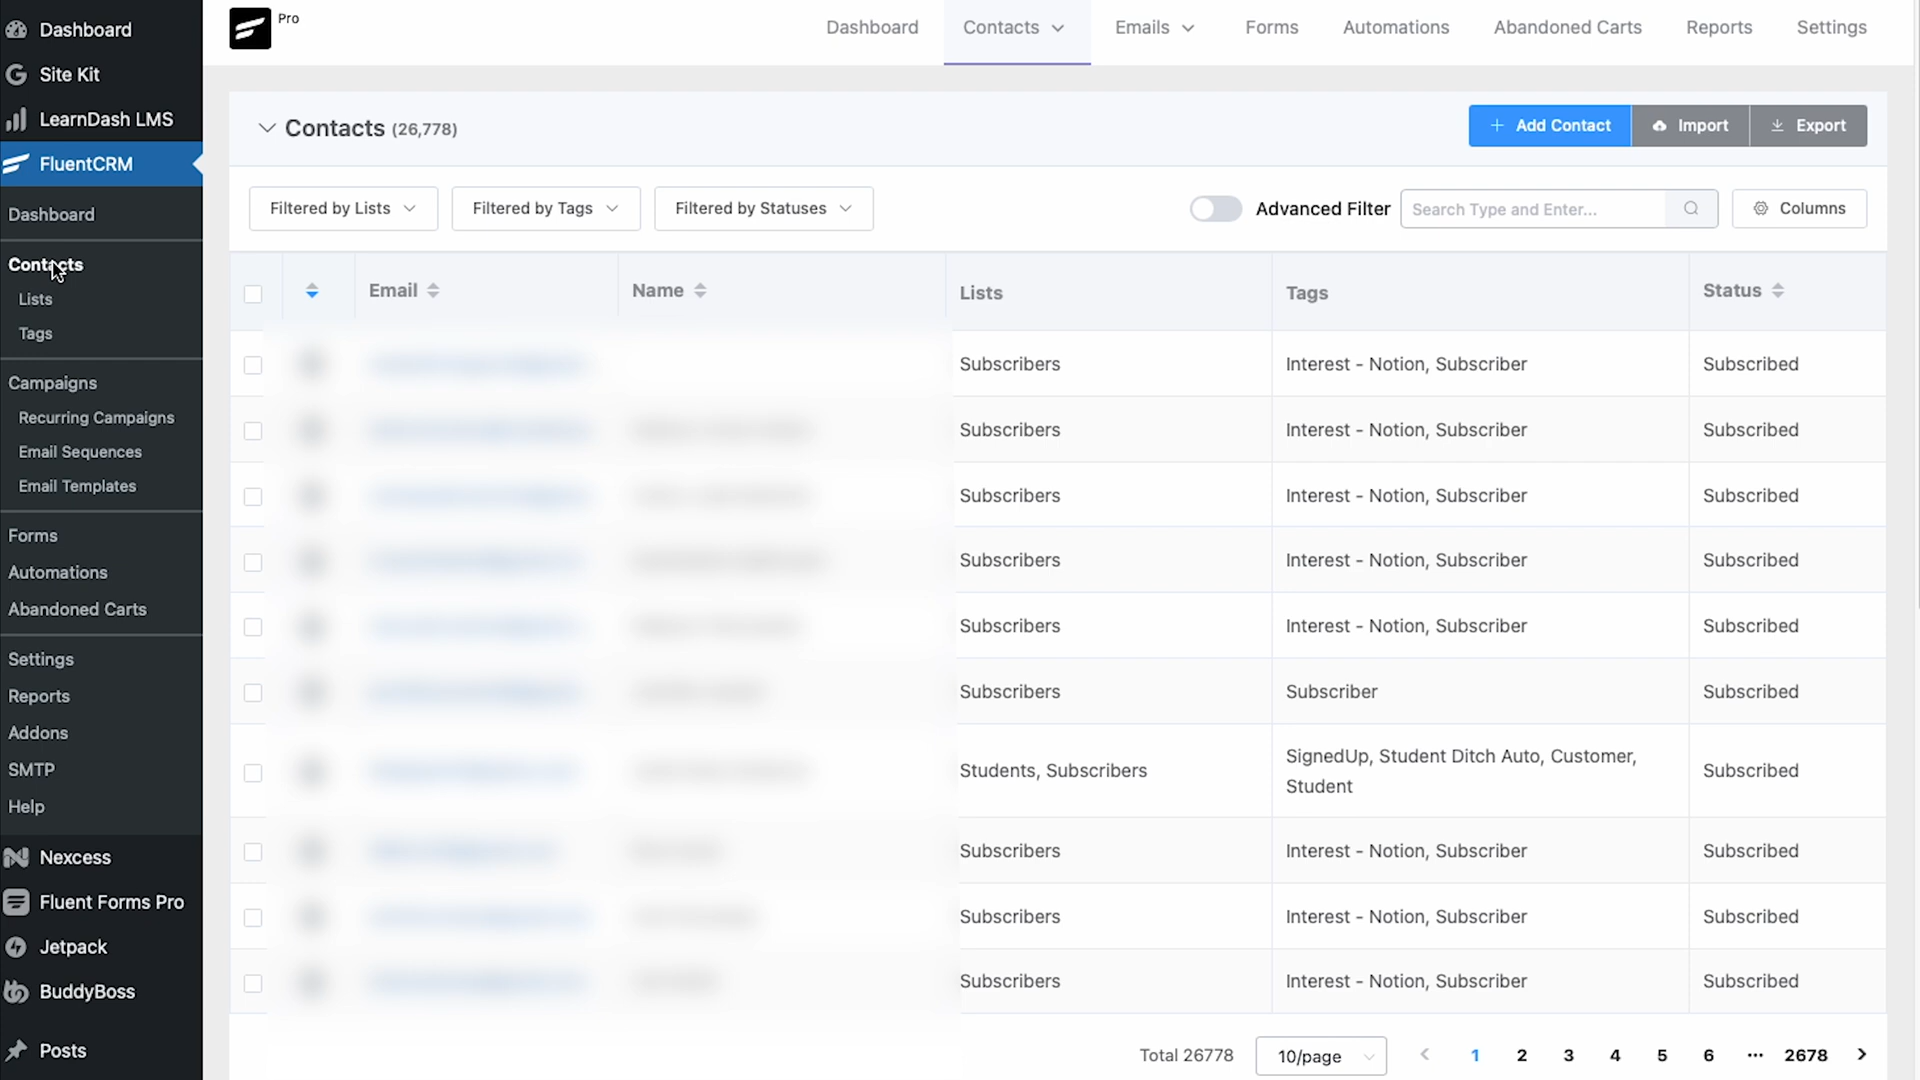 Dashboard
Site Kit
LearnDash LMS
FluentCRM
Dashboard
Contacts
Lists
Tags
Campaigns
Recurring Campaigns
Email Sequences
Email Templates
Forms
Automations
Abandoned Carts
Settings
Reports
Addons
SMTP
Help
Nexcess
Fluent Forms Pro
Jetpack
BuddyBoss
Posts
Pro
Dashboard Contacts Emails Forms Automations Abandoned Carts Reports Settings
Contacts (26,778) + Add Contact Import Export
Filtered by Lists Filtered by Tags Filtered by Statuses Advanced Filter Search Type and Enter... Columns
Email Name Lists Tags Status
Subscribers Interest - Notion, Subscriber Subscribed
Subscribers Interest - Notion, Subscriber Subscribed
Subscribers Interest - Notion, Subscriber Subscribed
Subscribers Interest - Notion, Subscriber Subscribed
Subscribers Interest - Notion, Subscriber Subscribed
Subscribers Subscriber Subscribed
Students, Subscribers SignedUp, Student Ditch Auto, Customer, Subscribed
Student
Subscribers Interest - Notion, Subscriber Subscribed
Subscribers Interest - Notion, Subscriber Subscribed
Subscribers Interest - Notion, Subscriber Subscribed
Total 26778 10/page 1 2 3 4 5 6 ... 2678